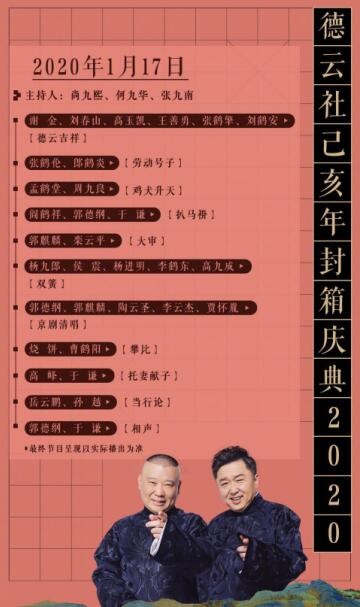 德云社己亥年封箱庆典2020
2020年1月17日
主持人：尚九熙、何九华、张九南
谢 金、刘春山、高玉凯、王善勇、张鹤擎、刘鹤安
[德云吉祥]
张鹤伦、郎鹤炎 [劳动号子]
孟鹤堂、周九良 [鸡犬升天]
阎鹤祥、郭德纲、于 谦 [扒马褂]
郭麒麟、栾云平 [大审]
杨九郎、侯 震、杨进明、李鹤东、高九成
[双簧]
郭德纲、郭麒麟、陶云圣、李云杰、贾怀胤
[京剧清唱]
烧 饼、曹鹤阳 [攀比]
高 峰、于 谦 [托妻献子]
岳云鹏、孙 越 [当行论]
郭德纲、于 谦 [相声]
*最终节目呈现以实际播出为准